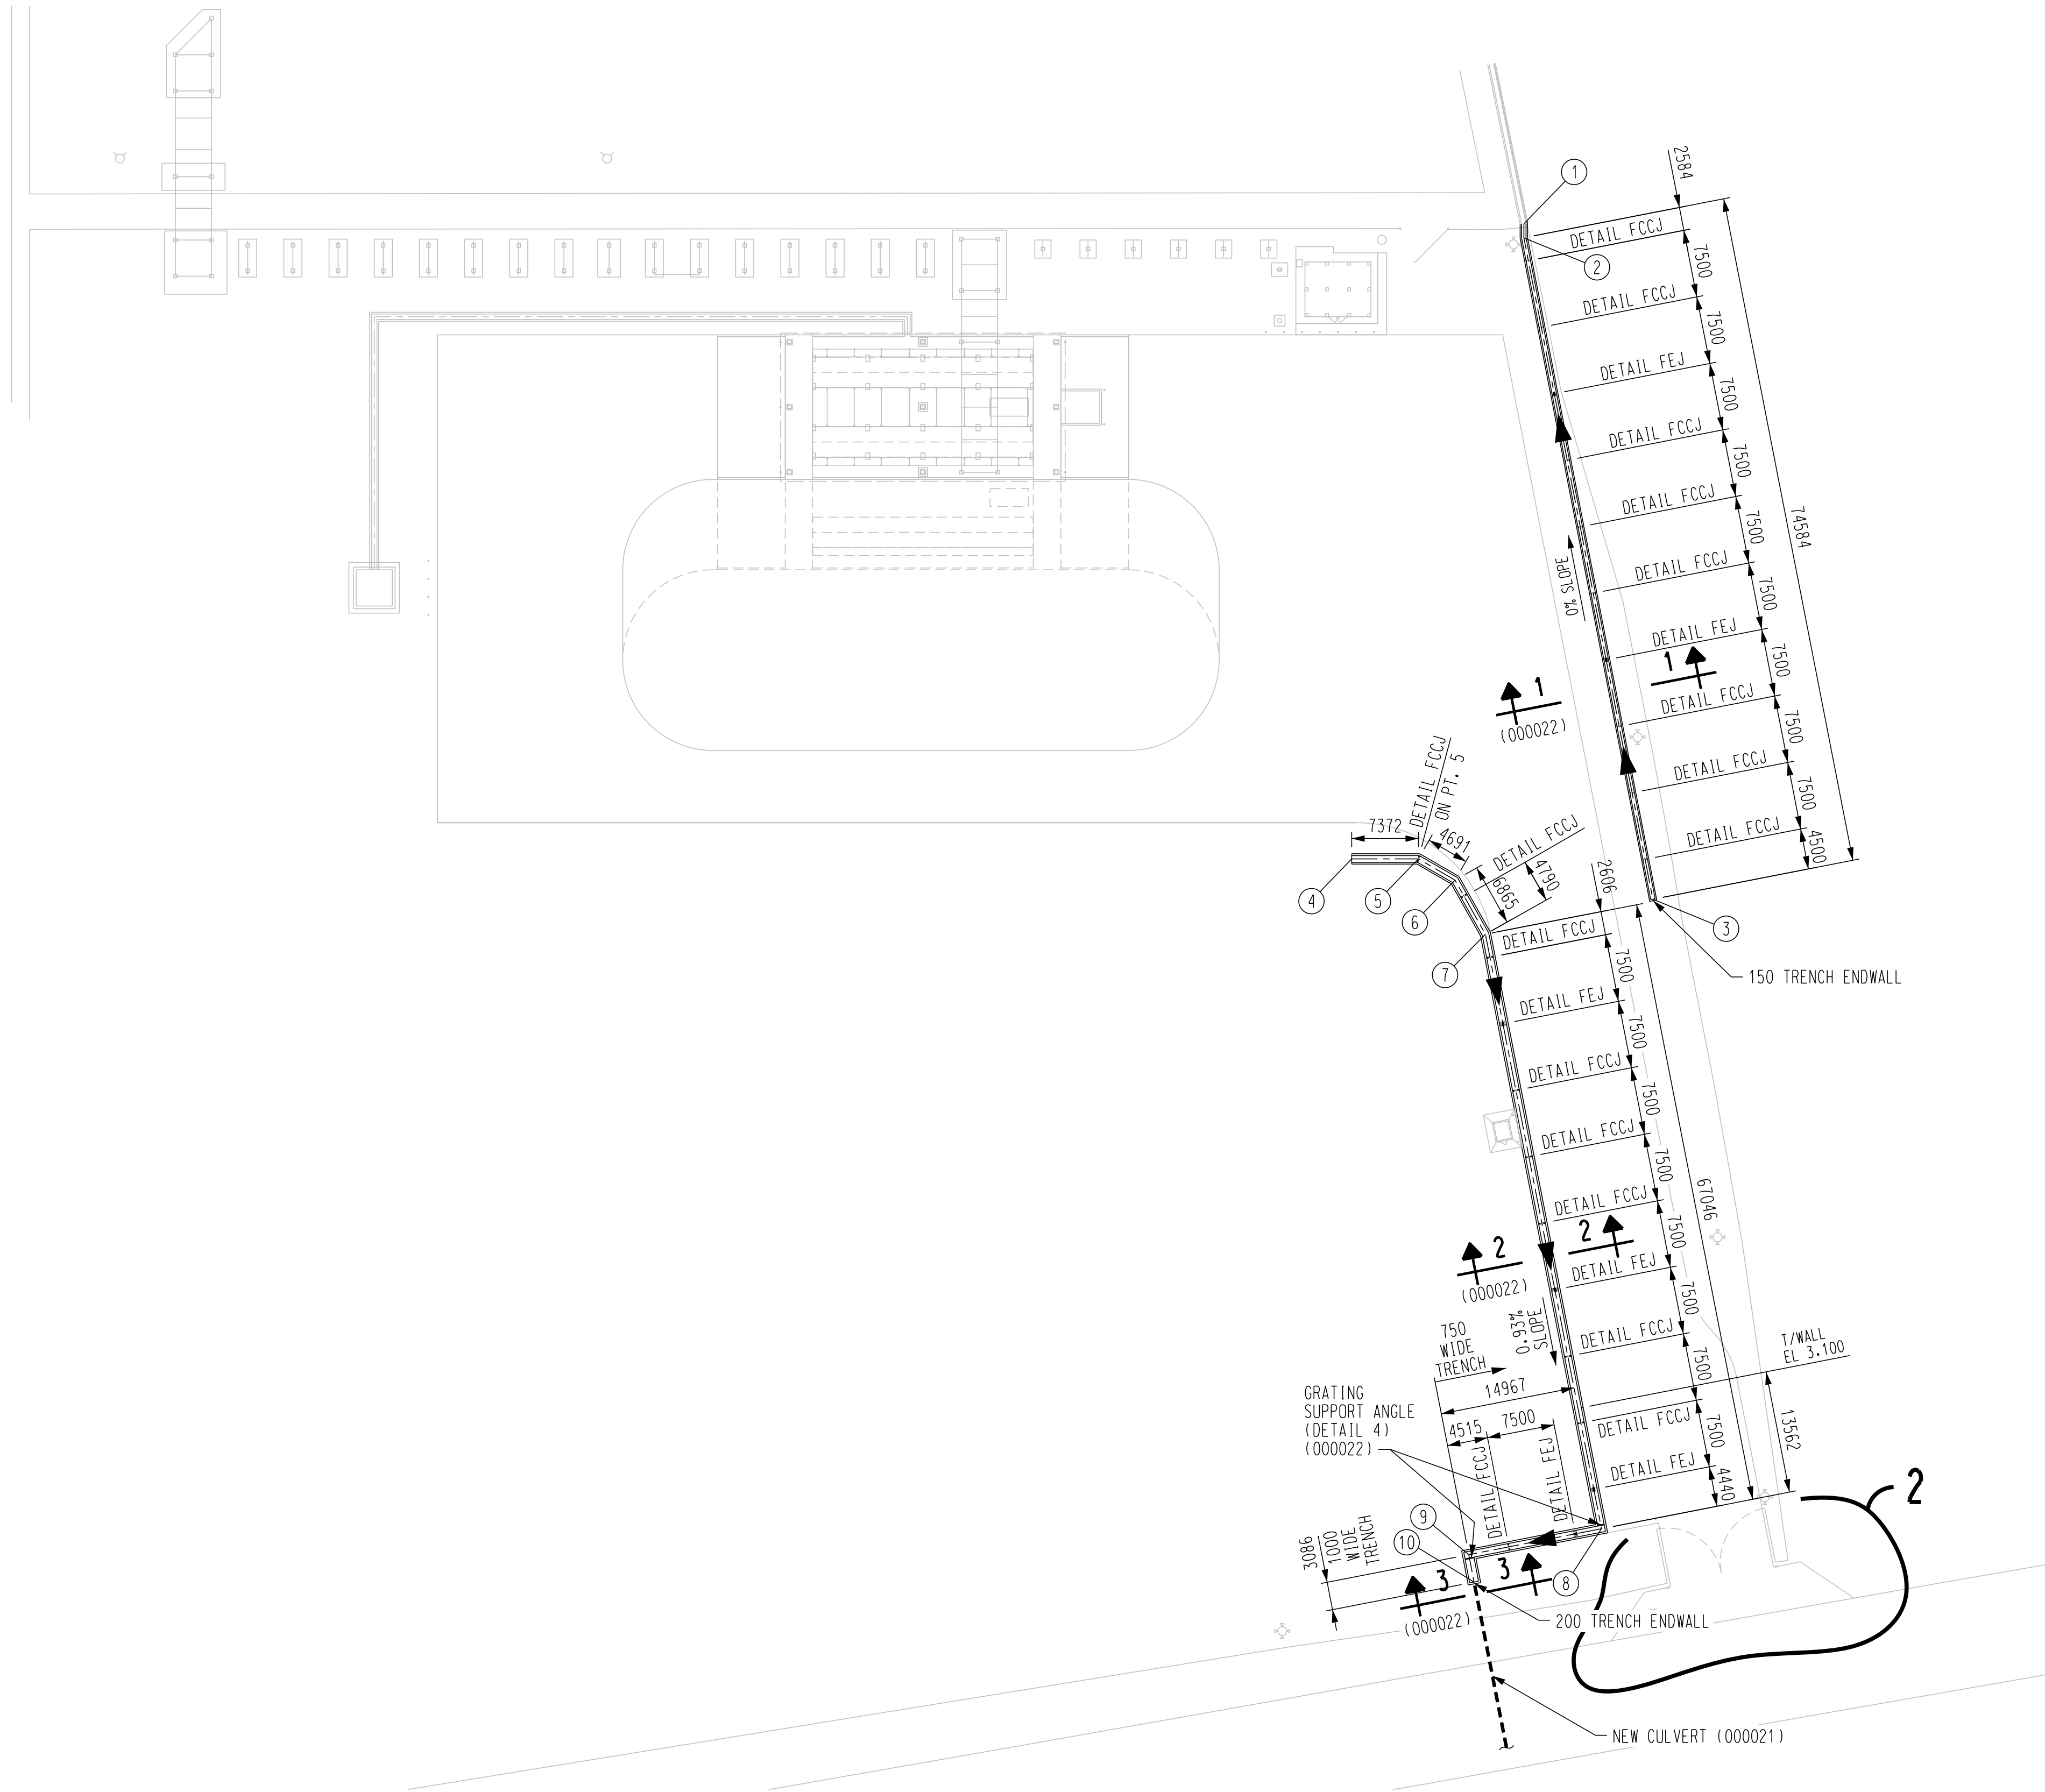 1
2584
DETAIL FCCJ
2
7500
DETAIL FCCJ
7500
DETAIL FEJ
7500
DETAIL FCCJ
7500
DETAIL FCCJ
7500
74584
DETAIL FCCJ
7500
0% SLOPE
DETAIL FEJ
7500
1
1
(000022)
DETAIL FCCJ
7500
DETAIL FCCJ
7500
DETAIL FCCJ
4500
3
150 TRENCH ENDWALL
7372
DETAIL FCCJ
ON PT. 5
4691
DETAIL FCCJ
4790
6865
2606
4
5
6
7
DETAIL FCCJ
7500
DETAIL FEJ
7500
DETAIL FCCJ
7500
DETAIL FCCJ
7500
DETAIL FCCJ
7500
67046
2
2
(000022)
DETAIL FEJ
7500
0.93%
SLOPE
DETAIL FCCJ
7500
T/WALL
EL 3.100
750
WIDE
TRENCH
14967
4515
7500
DETAIL FCCJ
DETAIL FEJ
GRATING
SUPPORT ANGLE
(DETAIL 4)
(000022)
DETAIL FCCJ
7500
13562
DETAIL FEJ
4440
2
9
10
3086
1000
WIDE
TRENCH
3
3
(000022)
8
200 TRENCH ENDWALL
NEW CULVERT (000021)